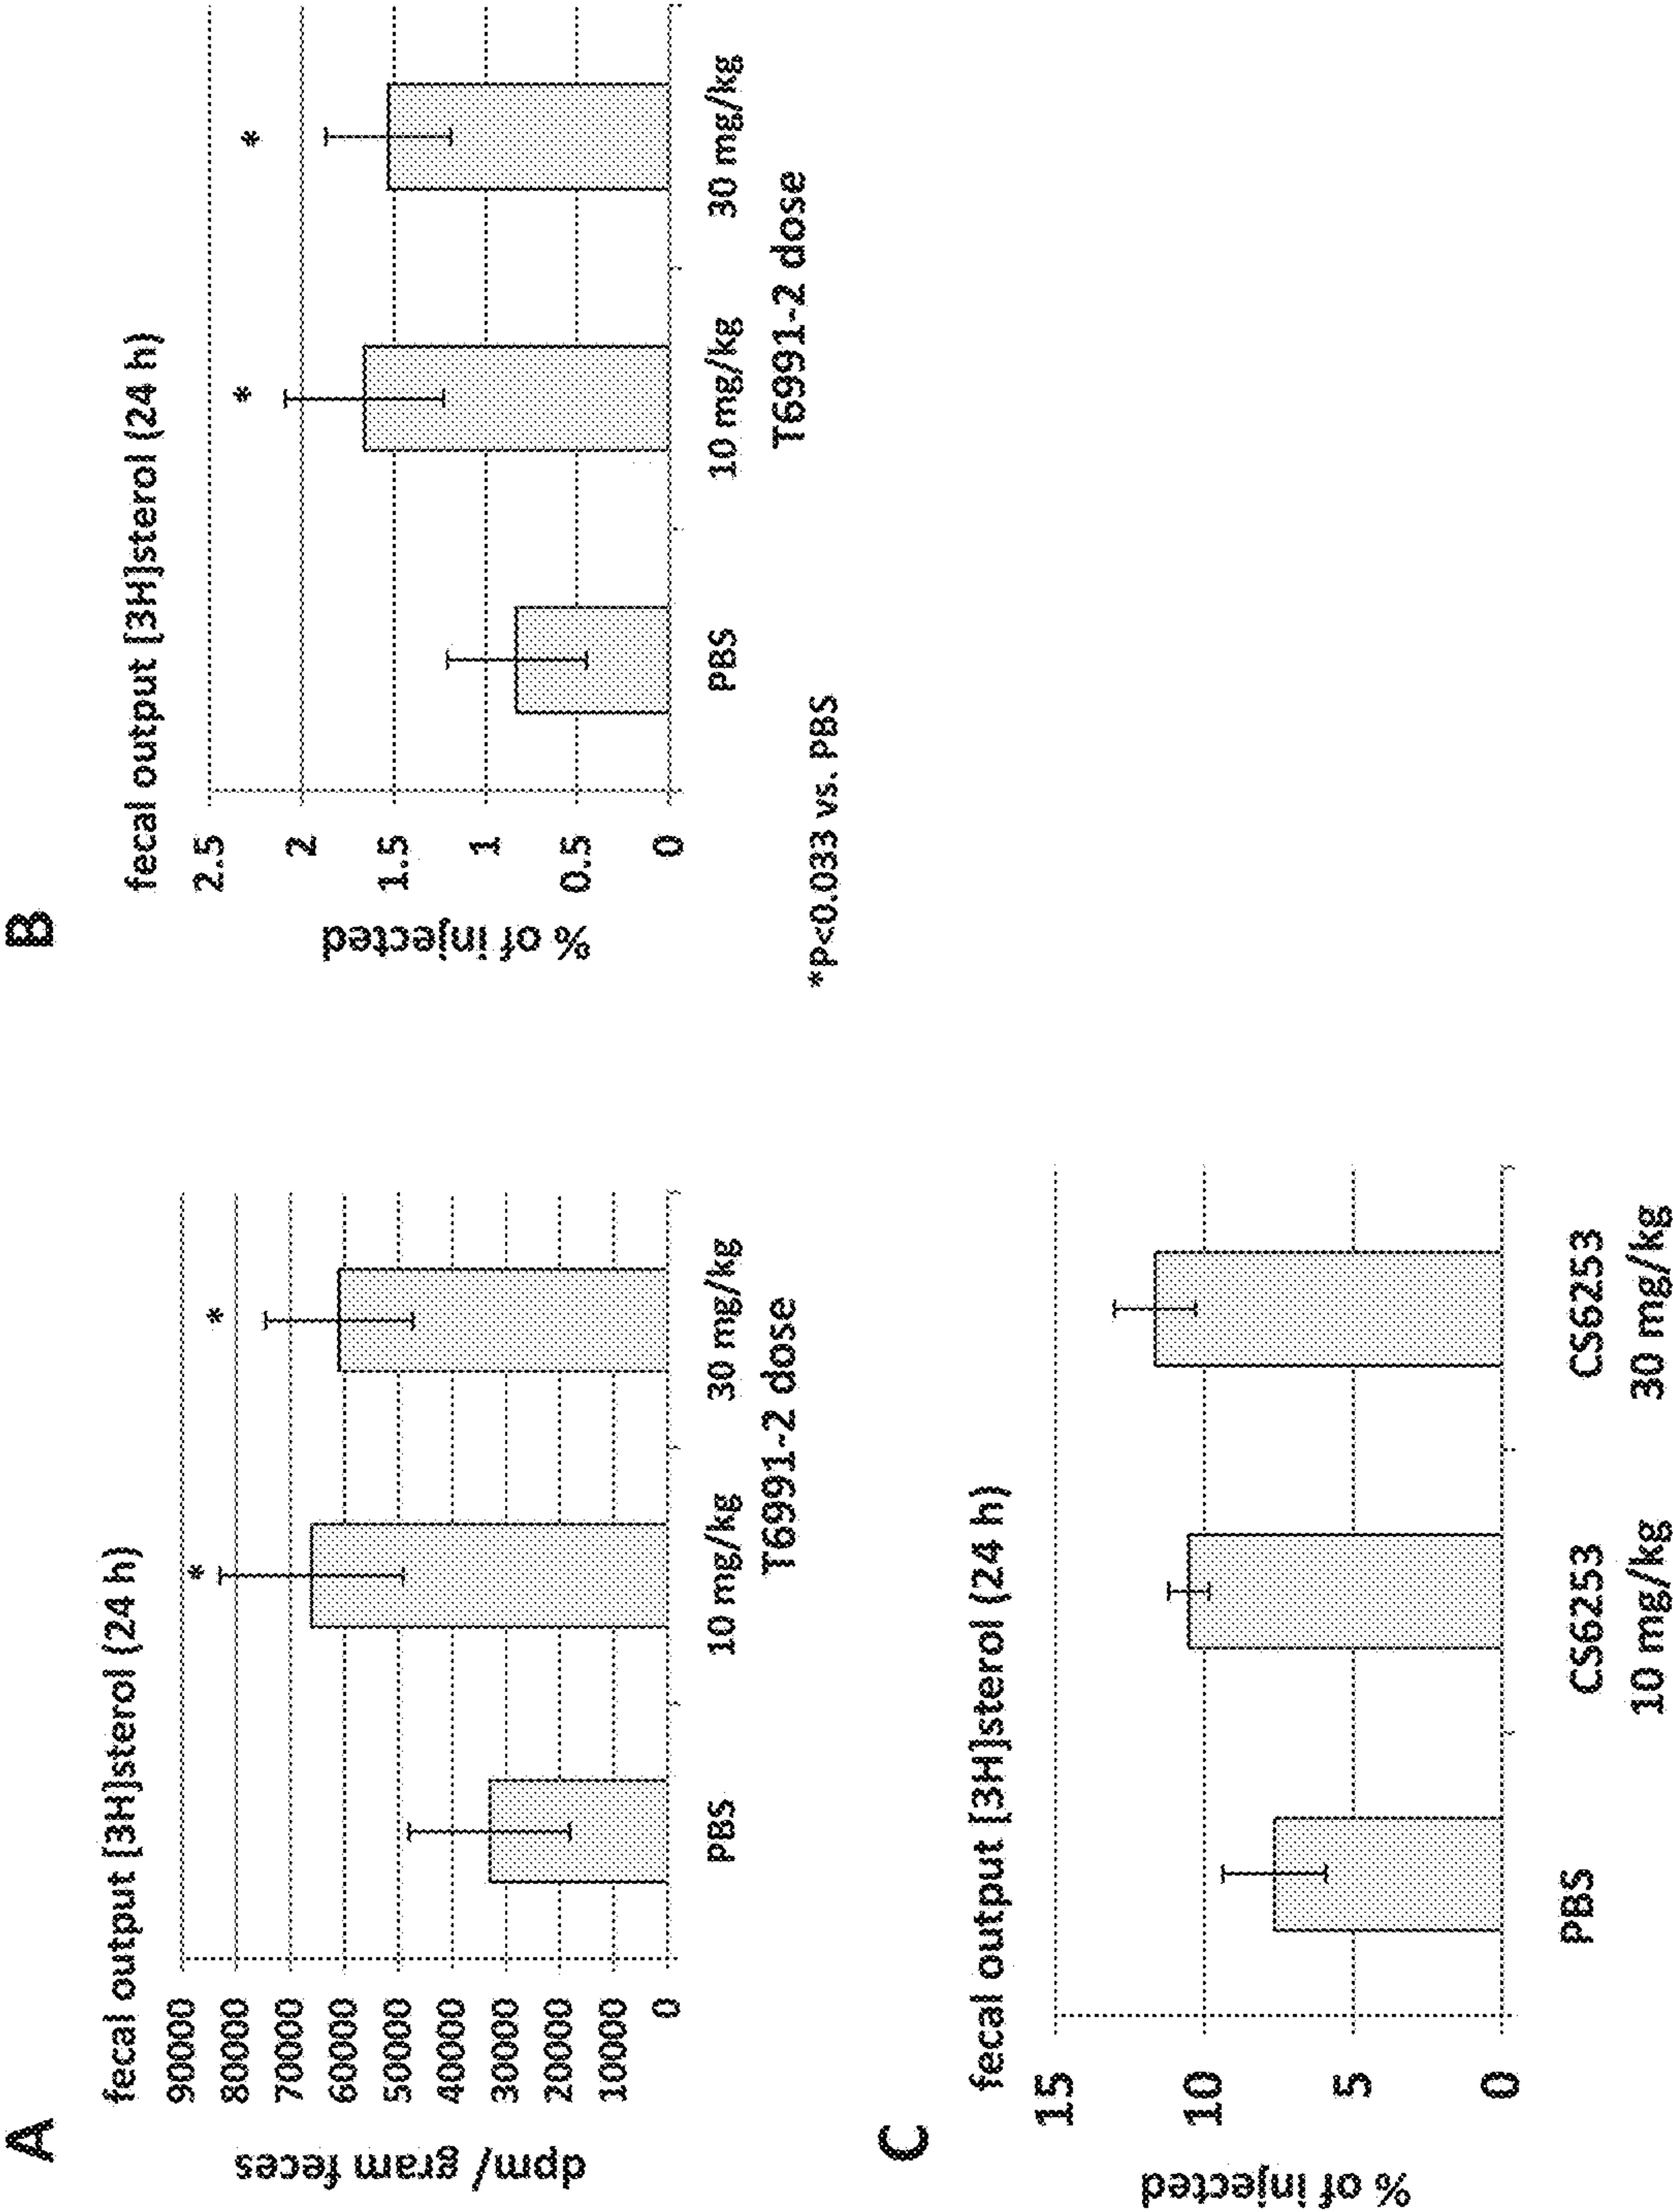 A
fecal output [3H]sterol (24 h)
dpm/ gram feces
90000
80000
70000
60000
50000
40000
30000
20000
10000
0
*
*
PBS
10 mg/kg
30 mg/kg
T6991-2 dose
B
fecal output [3H]sterol (24 h)
% of injected
2.5
2
1.5
1
0.5
0
*
*
PBS
10 mg/kg
30 mg/kg
T6991-2 dose
*p<0.033 vs. PBS
C
fecal output [3H]sterol (24 h)
% of injected
15
10
5
0
PBS
CS6253
10 mg/kg
CS6253
30 mg/kg